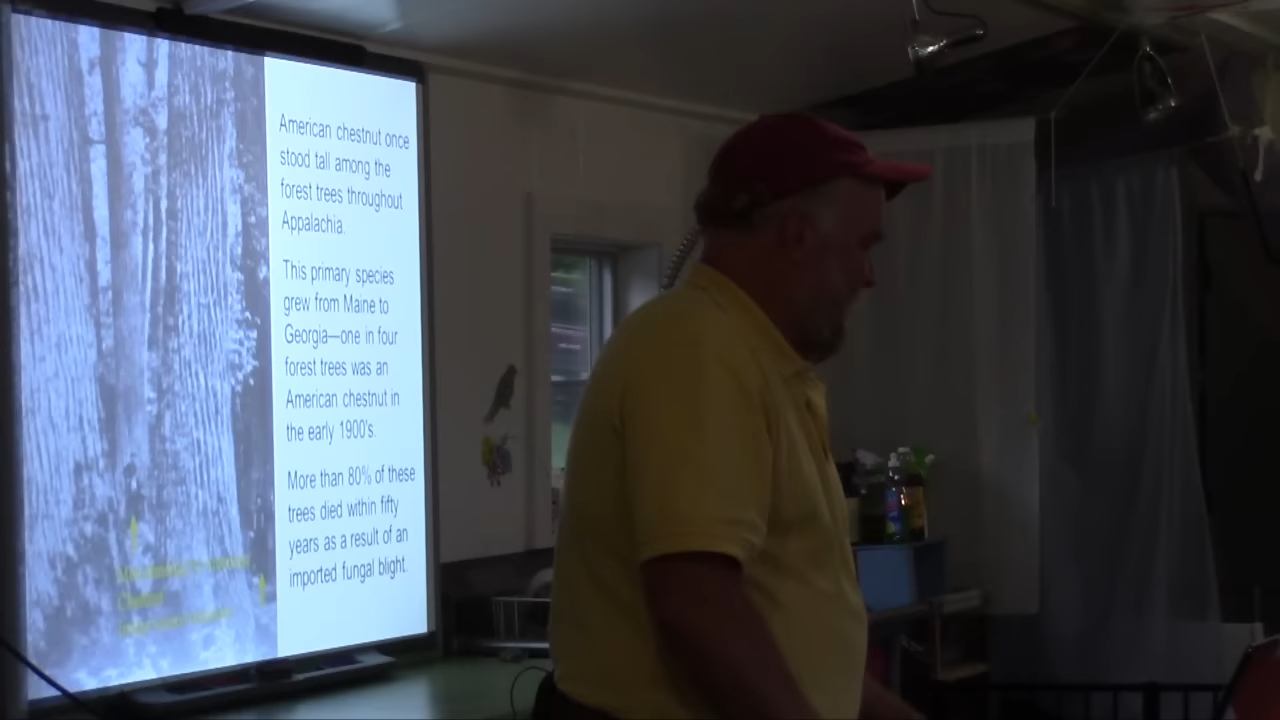 American chestnut once
stood tall among the
forest trees throughout
Appalachia.
This primary species
grew from Maine to
Georgia—one in four
forest trees was an
American chestnut in
the early 1900's.
More than 80% of these
trees died within fifty
years as a result of an
imported fungal blight.